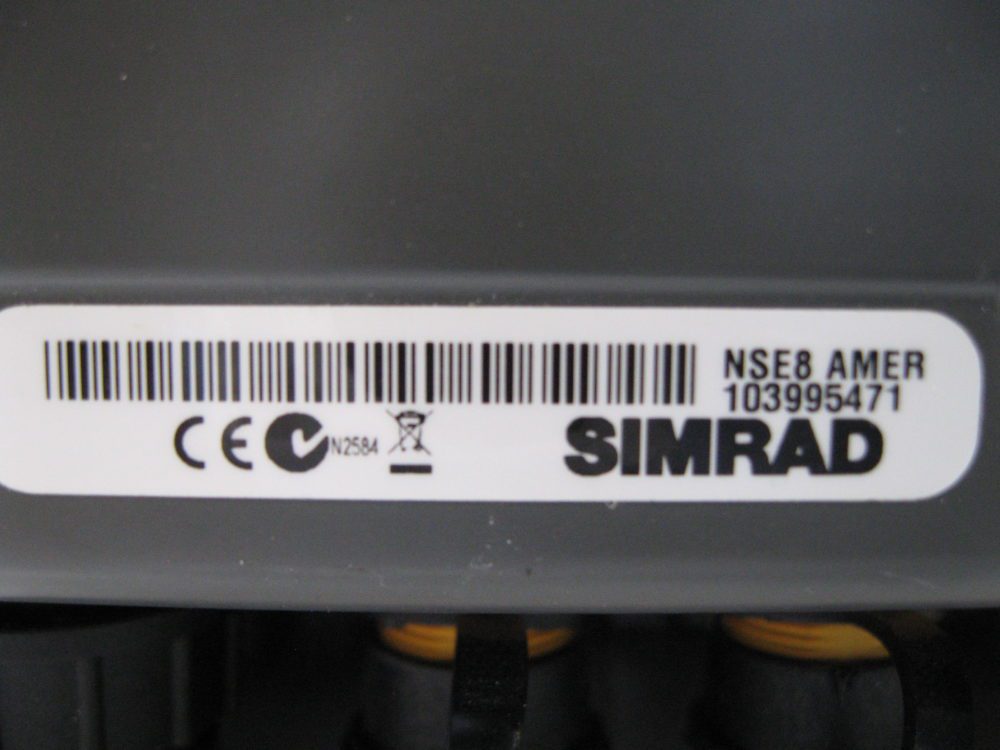 NSE8 AMER
103995471
CE N2584
SIMRAD